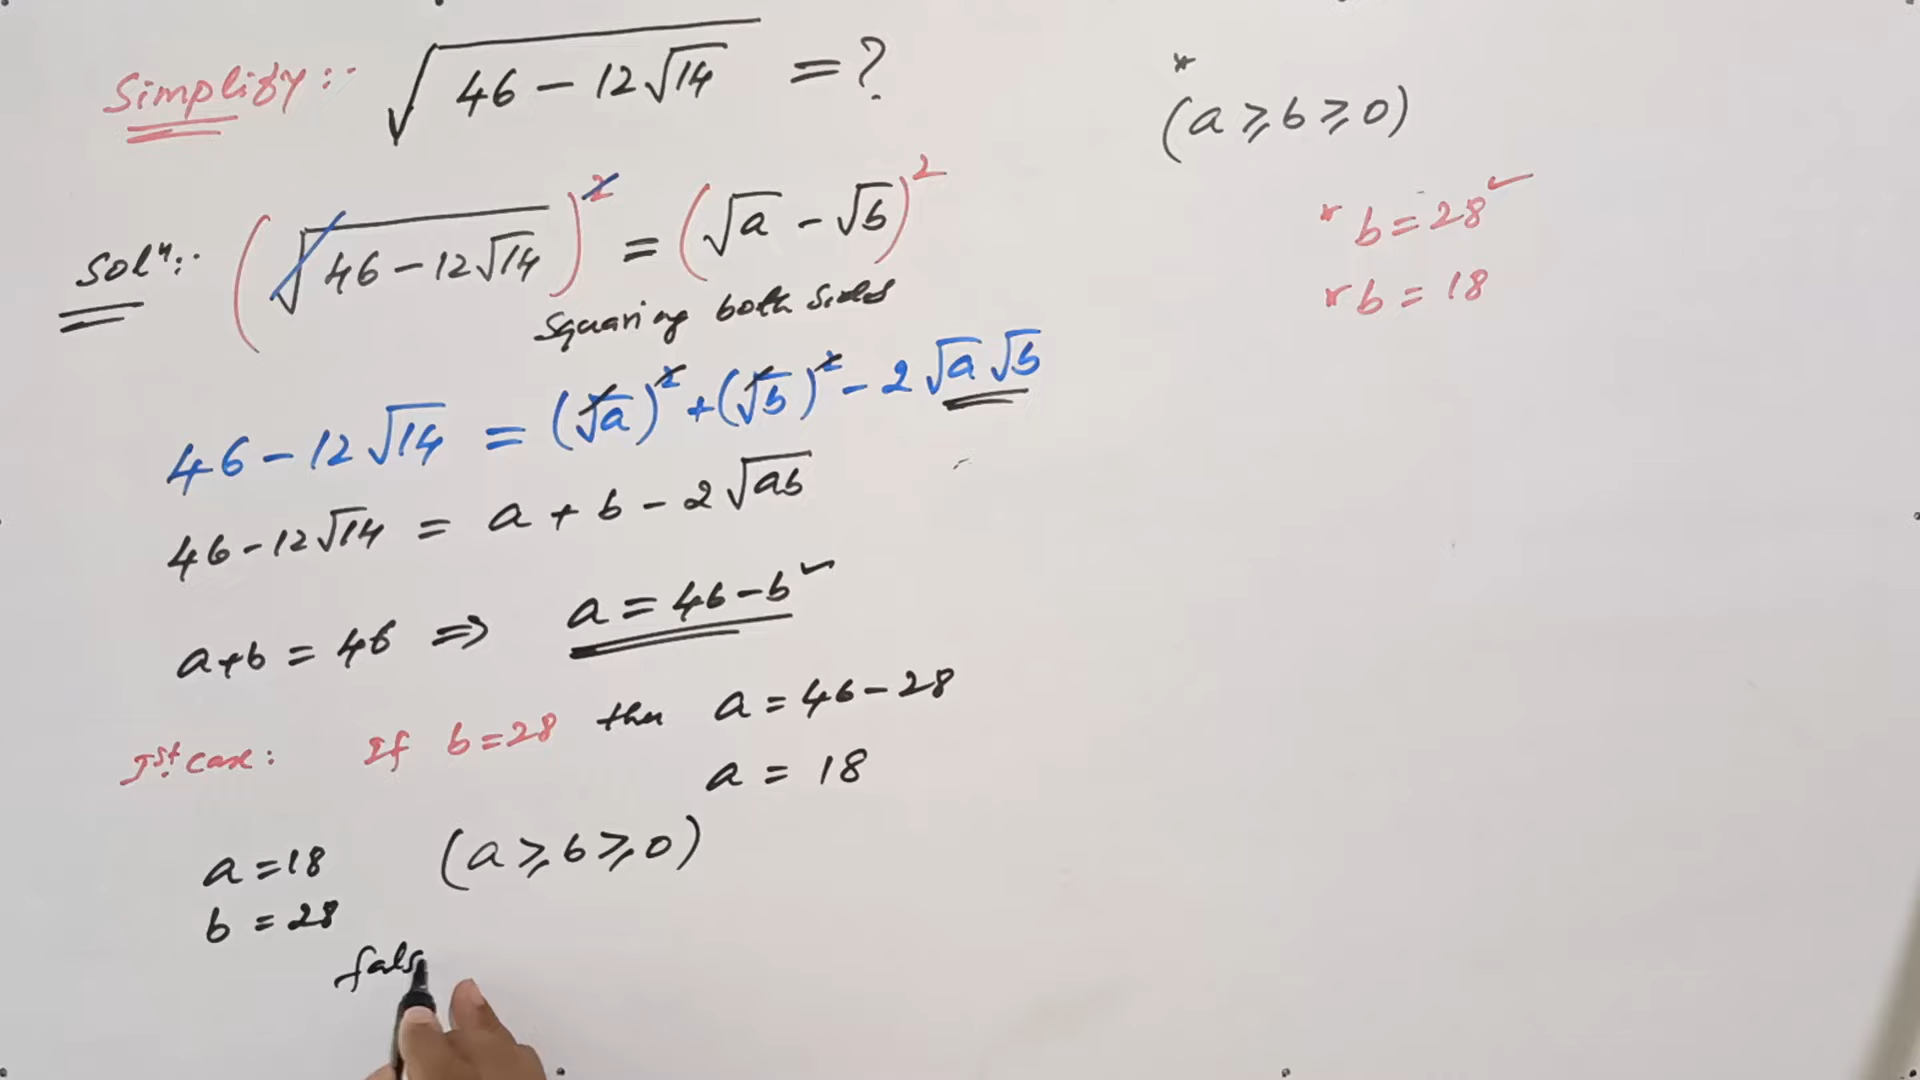 Simplify:- √(46 - 12√14) = ?
*
(a ≥ b ≥ 0)
* b = 28 ✓
* b = 18
Solⁿ:- (√(46 - 12√14))² = (√a - √b)²
Squaring both sides
46 - 12√14 = (√a)² + (√b)² - 2√a√b
46 - 12√14 = a + b - 2√ab
a+b = 46 ⇒ a = 46 - b ✓
Ist case: If b = 28 then a = 46 - 28
a = 18
a = 18 (a ≥ b ≥ 0)
b = 28
fals